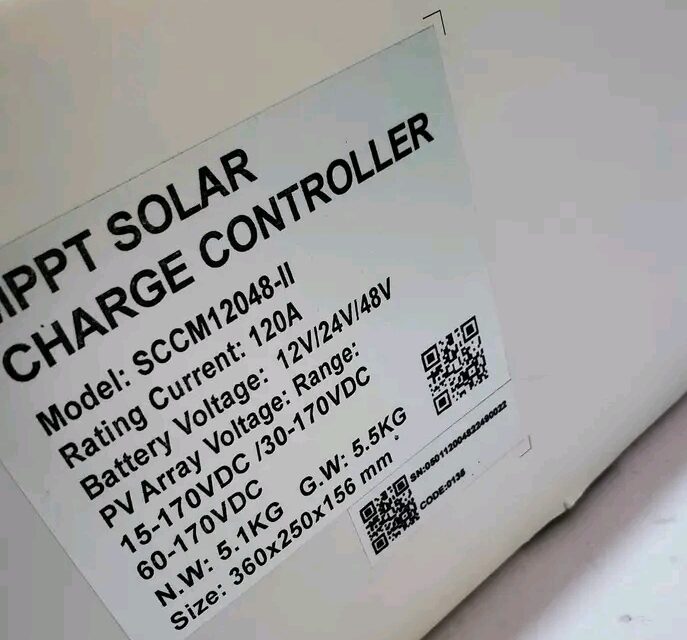 MPPT SOLAR
CHARGE CONTROLLER
Model: SCCM12048-II
Rating Current: 120A
Battery Voltage: 12V/24V/48V
PV Array Voltage: Range:
15-170VDC /30-170VDC
60-170VDC
N.W: 5.1KG G.W: 5.5KG
Size: 360x250x156 mm
CODE:0135